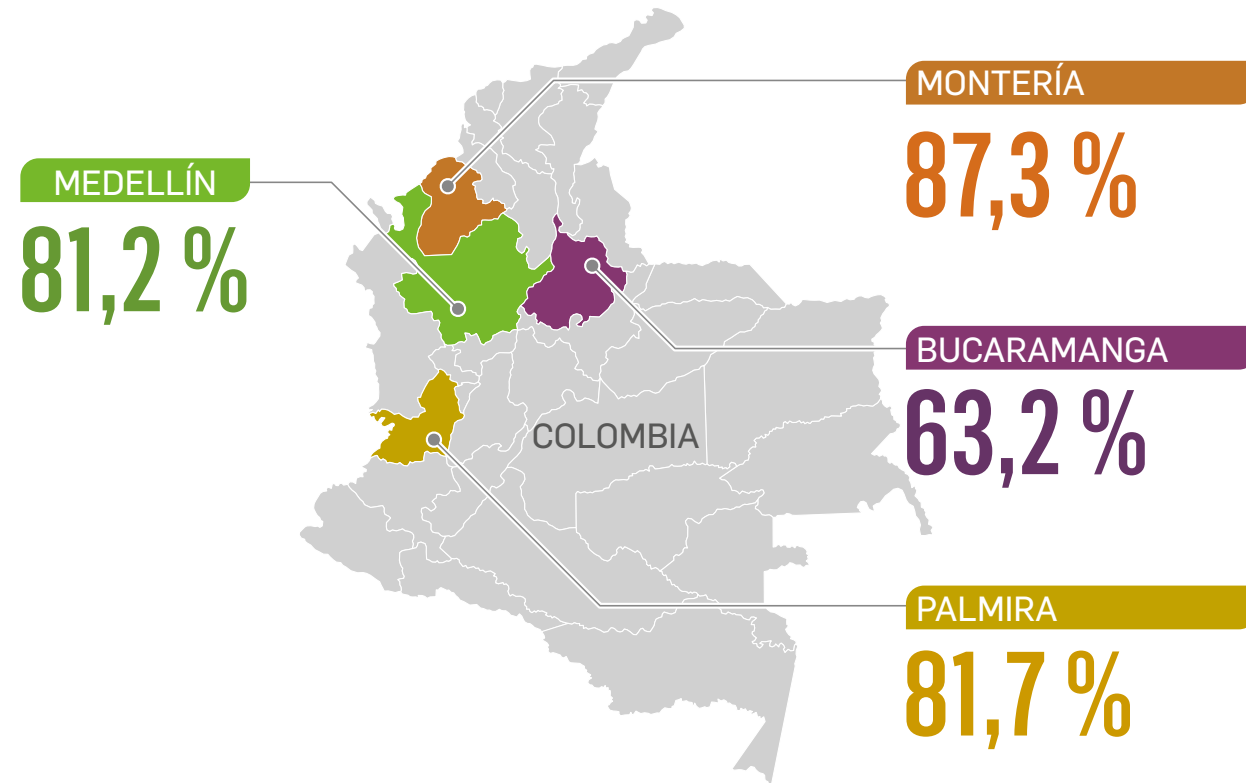 MONTERÍA
87,3 %
MEDELLÍN
81,2 %
BUCARAMANGA
63,2 %
COLOMBIA
PALMIRA
81,7 %